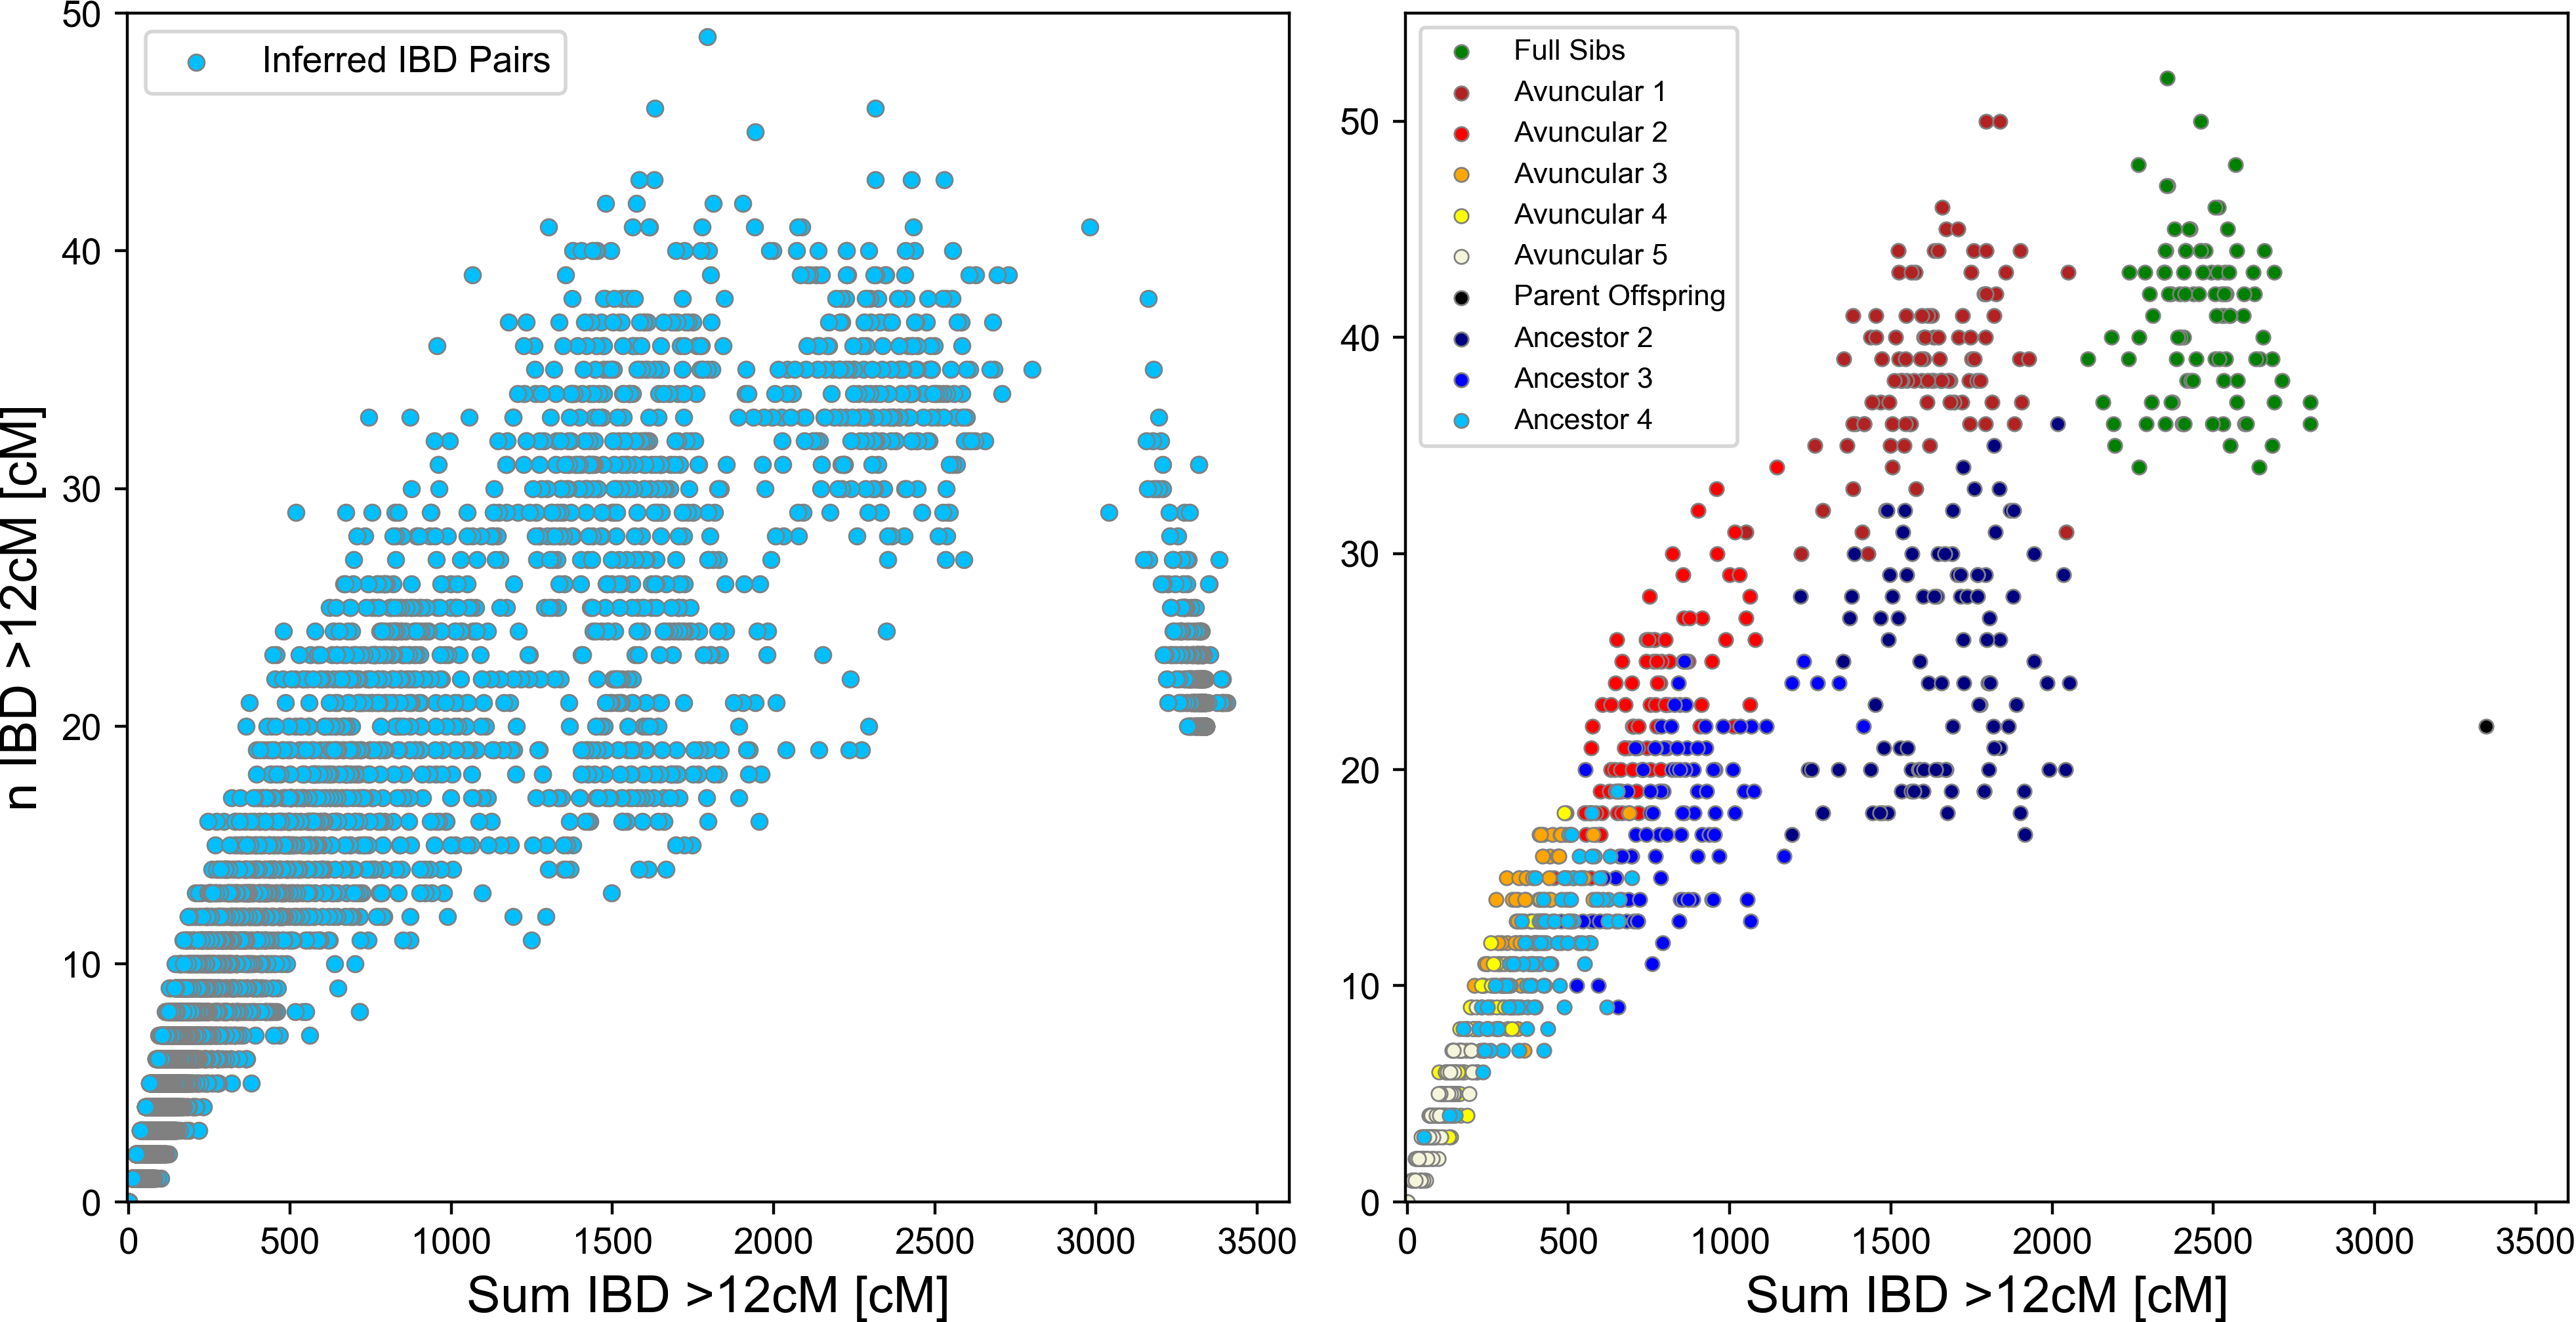 n IBD >12cM [cM]
50
40
30
20
10
0
Inferred IBD Pairs
0 500 1000 1500 2000 2500 3000 3500
Sum IBD >12cM [cM]
50
40
30
20
10
0
Full Sibs
Avuncular 1
Avuncular 2
Avuncular 3
Avuncular 4
Avuncular 5
Parent Offspring
Ancestor 2
Ancestor 3
Ancestor 4
0 500 1000 1500 2000 2500 3000 3500
Sum IBD >12cM [cM]